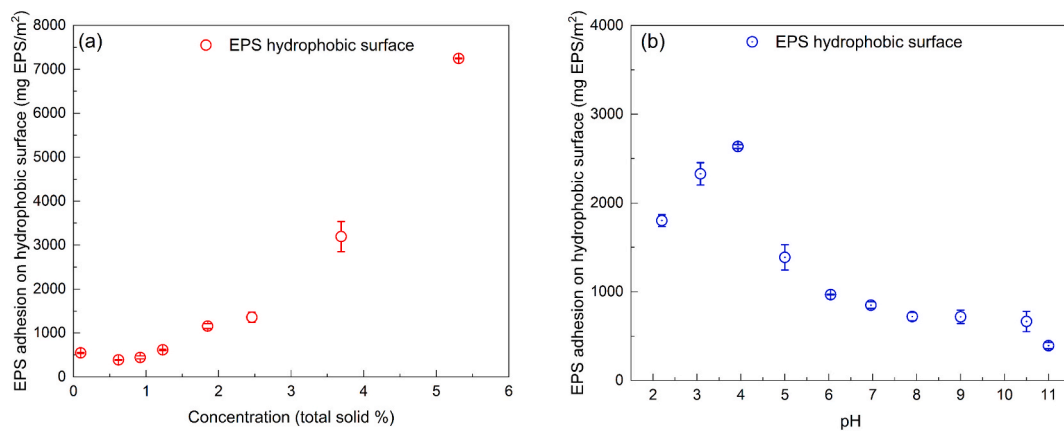 (a)
EPS hydrophobic surface
EPS adhesion on hydrophobic surface (mg EPS/m²)
8000
7000
6000
5000
4000
3000
2000
1000
0
0 1 2 3 4 5 6
Concentration (total solid %)
(b)
EPS hydrophobic surface
EPS adhesion on hydrophobic surface (mg EPS/m²)
4000
3000
2000
1000
0
2 3 4 5 6 7 8 9 10 11
pH